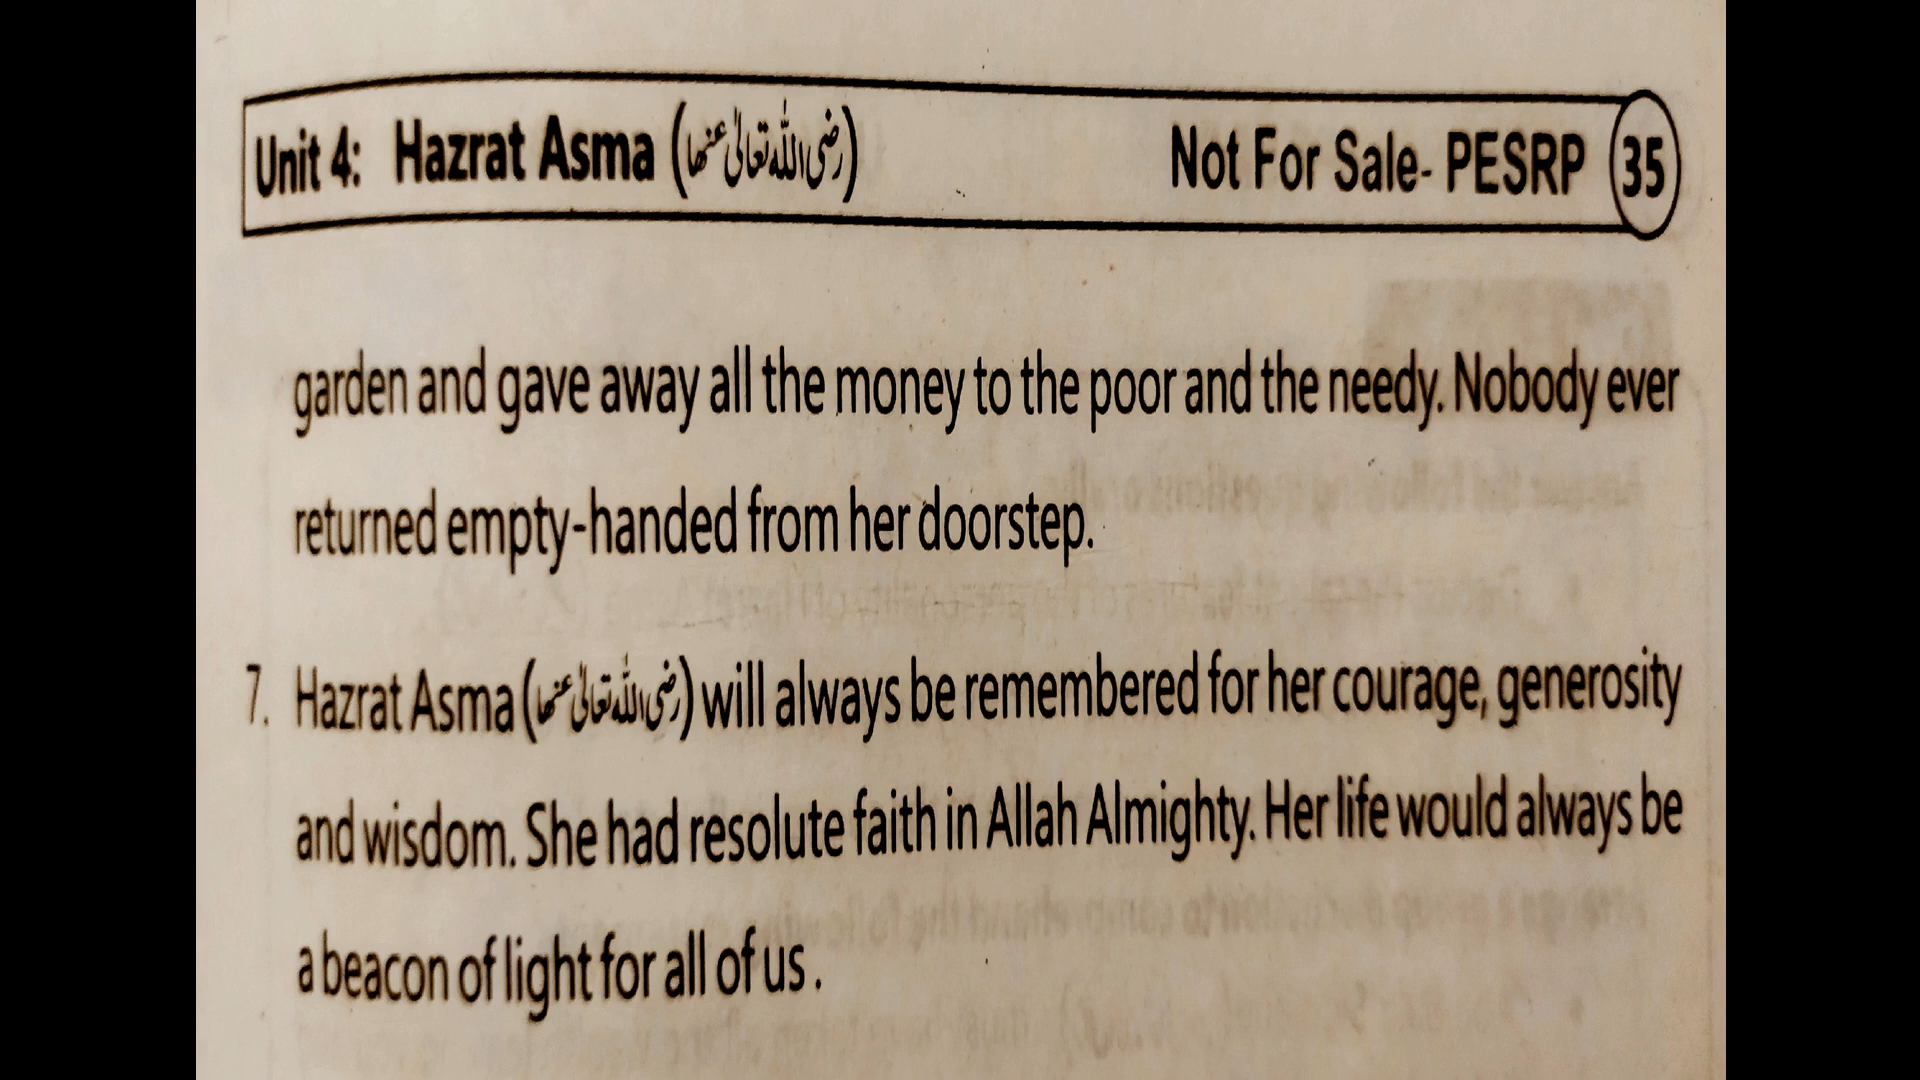 Unit 4: Hazrat Asma (رضی اللہ تعالیٰ عنھا) Not For Sale- PESRP 35
garden and gave away all the money to the poor and the needy. Nobody ever
returned empty-handed from her doorstep.
7. Hazrat Asma (رضی اللہ تعالیٰ عنھا) will always be remembered for her courage, generosity
and wisdom. She had resolute faith in Allah Almighty. Her life would always be
a beacon of light for all of us .